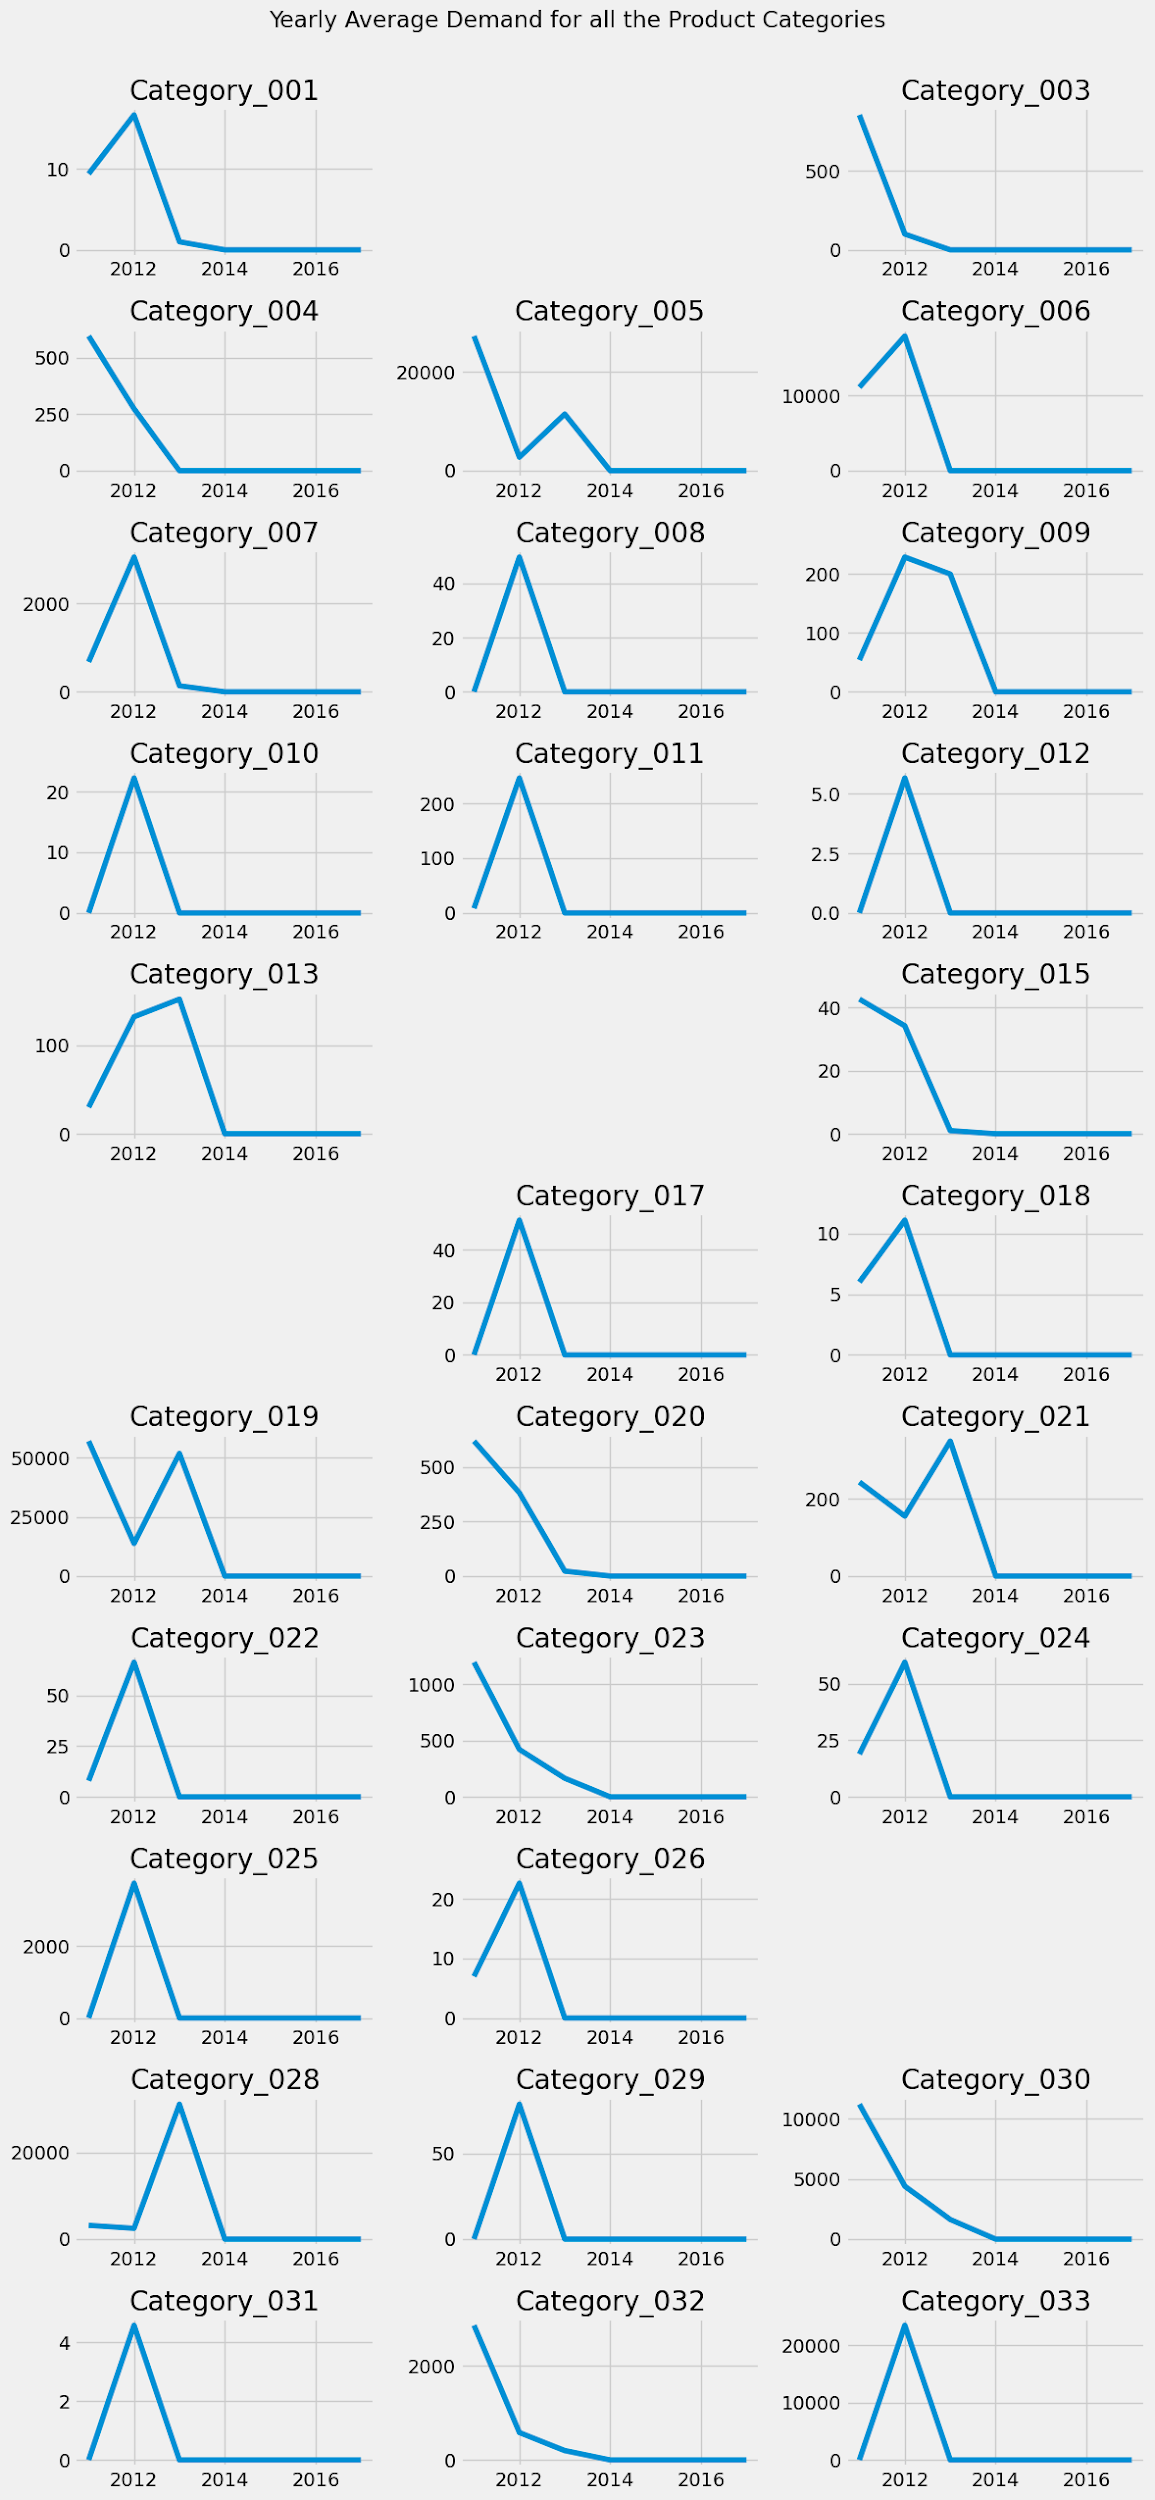 Yearly Average Demand for all the Product Categories
Category_001
10
0
2012 2014 2016
Category_003
500
0
2012 2014 2016
Category_004
500
250
0
2012 2014 2016
Category_005
20000
0
2012 2014 2016
Category_006
10000
0
2012 2014 2016
Category_007
2000
0
2012 2014 2016
Category_008
40
20
0
2012 2014 2016
Category_009
200
100
0
2012 2014 2016
Category_010
20
10
0
2012 2014 2016
Category_011
200
100
0
2012 2014 2016
Category_012
5.0
2.5
0.0
2012 2014 2016
Category_013
100
0
2012 2014 2016
Category_015
40
20
0
2012 2014 2016
Category_017
40
20
0
2012 2014 2016
Category_018
10
5
0
2012 2014 2016
Category_019
50000
25000
0
2012 2014 2016
Category_020
500
250
0
2012 2014 2016
Category_021
200
0
2012 2014 2016
Category_022
50
25
0
2012 2014 2016
Category_023
1000
500
0
2012 2014 2016
Category_024
50
25
0
2012 2014 2016
Category_025
2000
0
2012 2014 2016
Category_026
20
10
0
2012 2014 2016
Category_028
20000
0
2012 2014 2016
Category_029
50
0
2012 2014 2016
Category_030
10000
5000
0
2012 2014 2016
Category_031
4
2
0
2012 2014 2016
Category_032
2000
0
2012 2014 2016
Category_033
20000
10000
0
2012 2014 2016